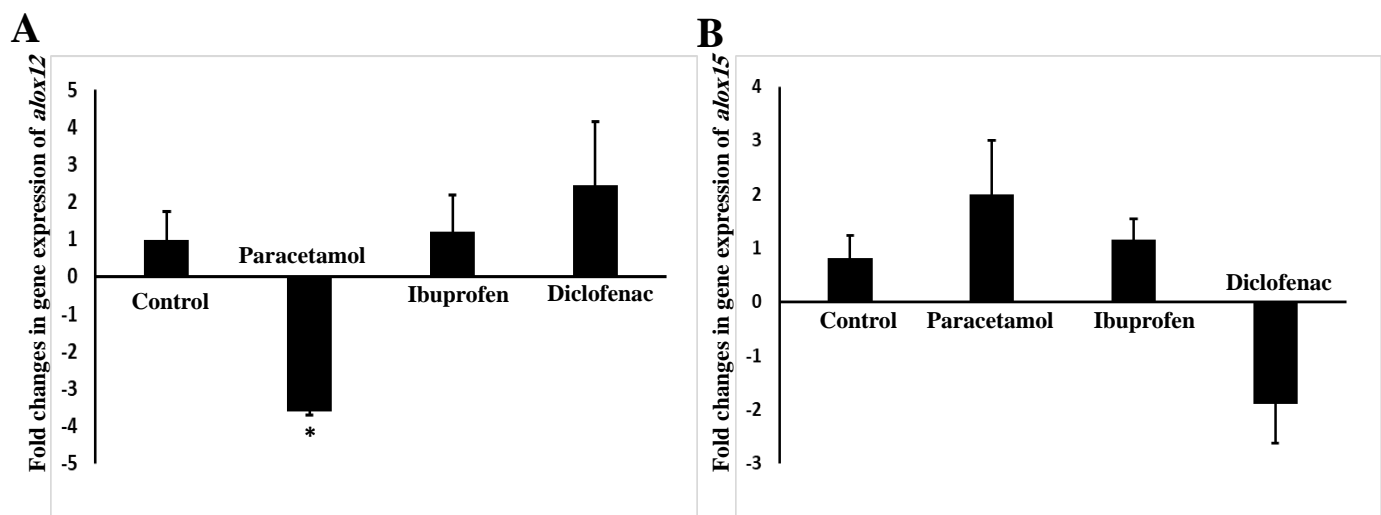 A
Fold changes in gene expression of alox12
5
4
3
2
1
0
-1
-2
-3
-4
-5
Control
Paracetamol
*
Ibuprofen
Diclofenac
B
Fold changes in gene expression of alox15
4
3
2
1
0
-1
-2
-3
Control
Paracetamol
Ibuprofen
Diclofenac